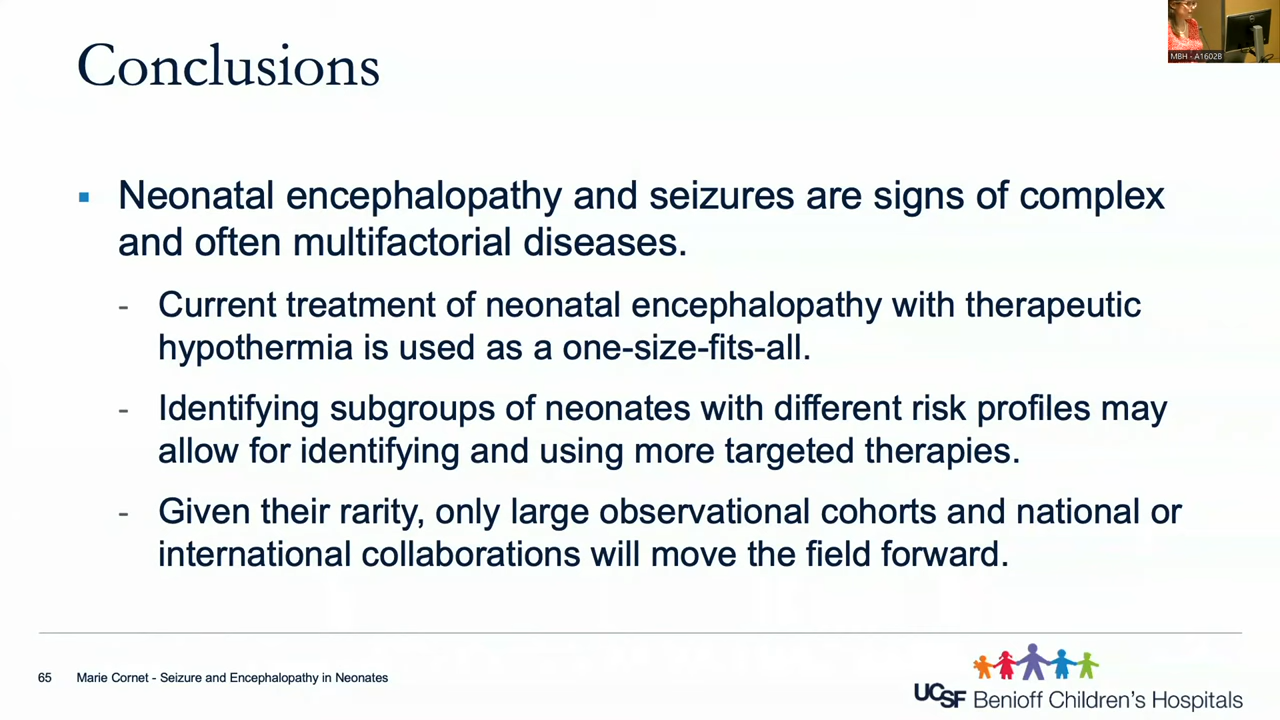 Conclusions
MBH - A1602B
Neonatal encephalopathy and seizures are signs of complex
and often multifactorial diseases.
- Current treatment of neonatal encephalopathy with therapeutic
hypothermia is used as a one-size-fits-all.
- Identifying subgroups of neonates with different risk profiles may
allow for identifying and using more targeted therapies.
- Given their rarity, only large observational cohorts and national or
international collaborations will move the field forward.
65 Marie Cornet - Seizure and Encephalopathy in Neonates
UCSF Benioff Children's Hospitals